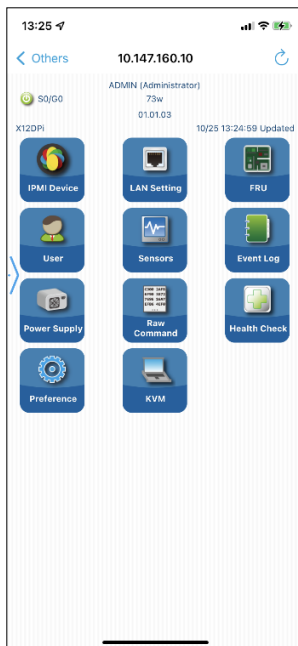 13:25
Others
10.147.160.10
ADMIN (Administrator)
S0/G0
73w
01.01.03
X12DPi
10/25 13:24:59 Updated
IPMI Device
LAN Setting
FRU
User
Sensors
Event Log
Power Supply
Raw
Command
Health Check
Preference
KVM